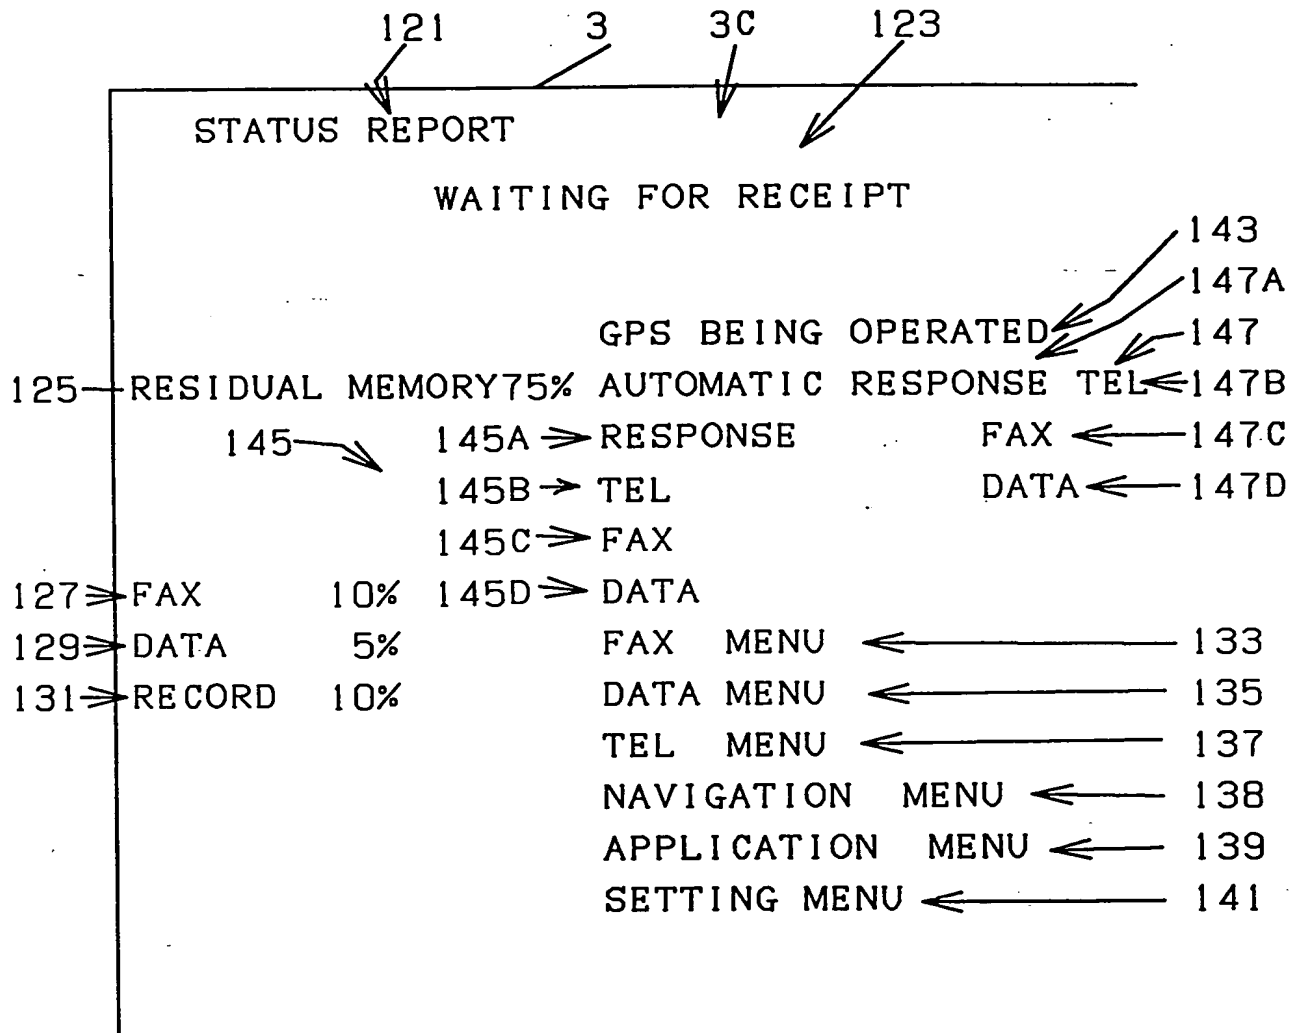 121 3 3C 123
STATUS REPORT
WAITING FOR RECEIPT
143
147A
GPS BEING OPERATED 147
125 RESIDUAL MEMORY 75% AUTOMATIC RESPONSE TEL 147B
145 145A RESPONSE FAX 147C
145B TEL DATA 147D
145C FAX
127 FAX 10% 145D DATA
129 DATA 5% FAX MENU 133
131 RECORD 10% DATA MENU 135
TEL MENU 137
NAVIGATION MENU 138
APPLICATION MENU 139
SETTING MENU 141